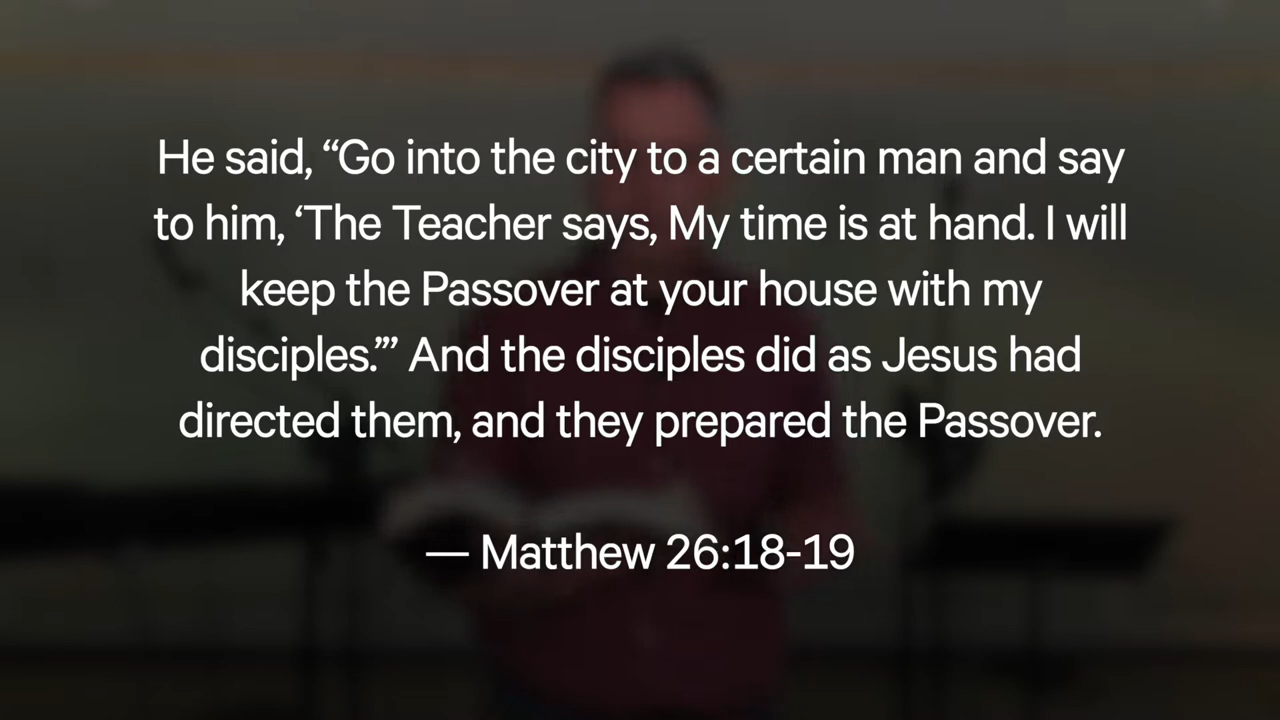 He said, “Go into the city to a certain man and say
to him, ‘The Teacher says, My time is at hand. I will
keep the Passover at your house with my
disciples.’” And the disciples did as Jesus had
directed them, and they prepared the Passover.
— Matthew 26:18-19